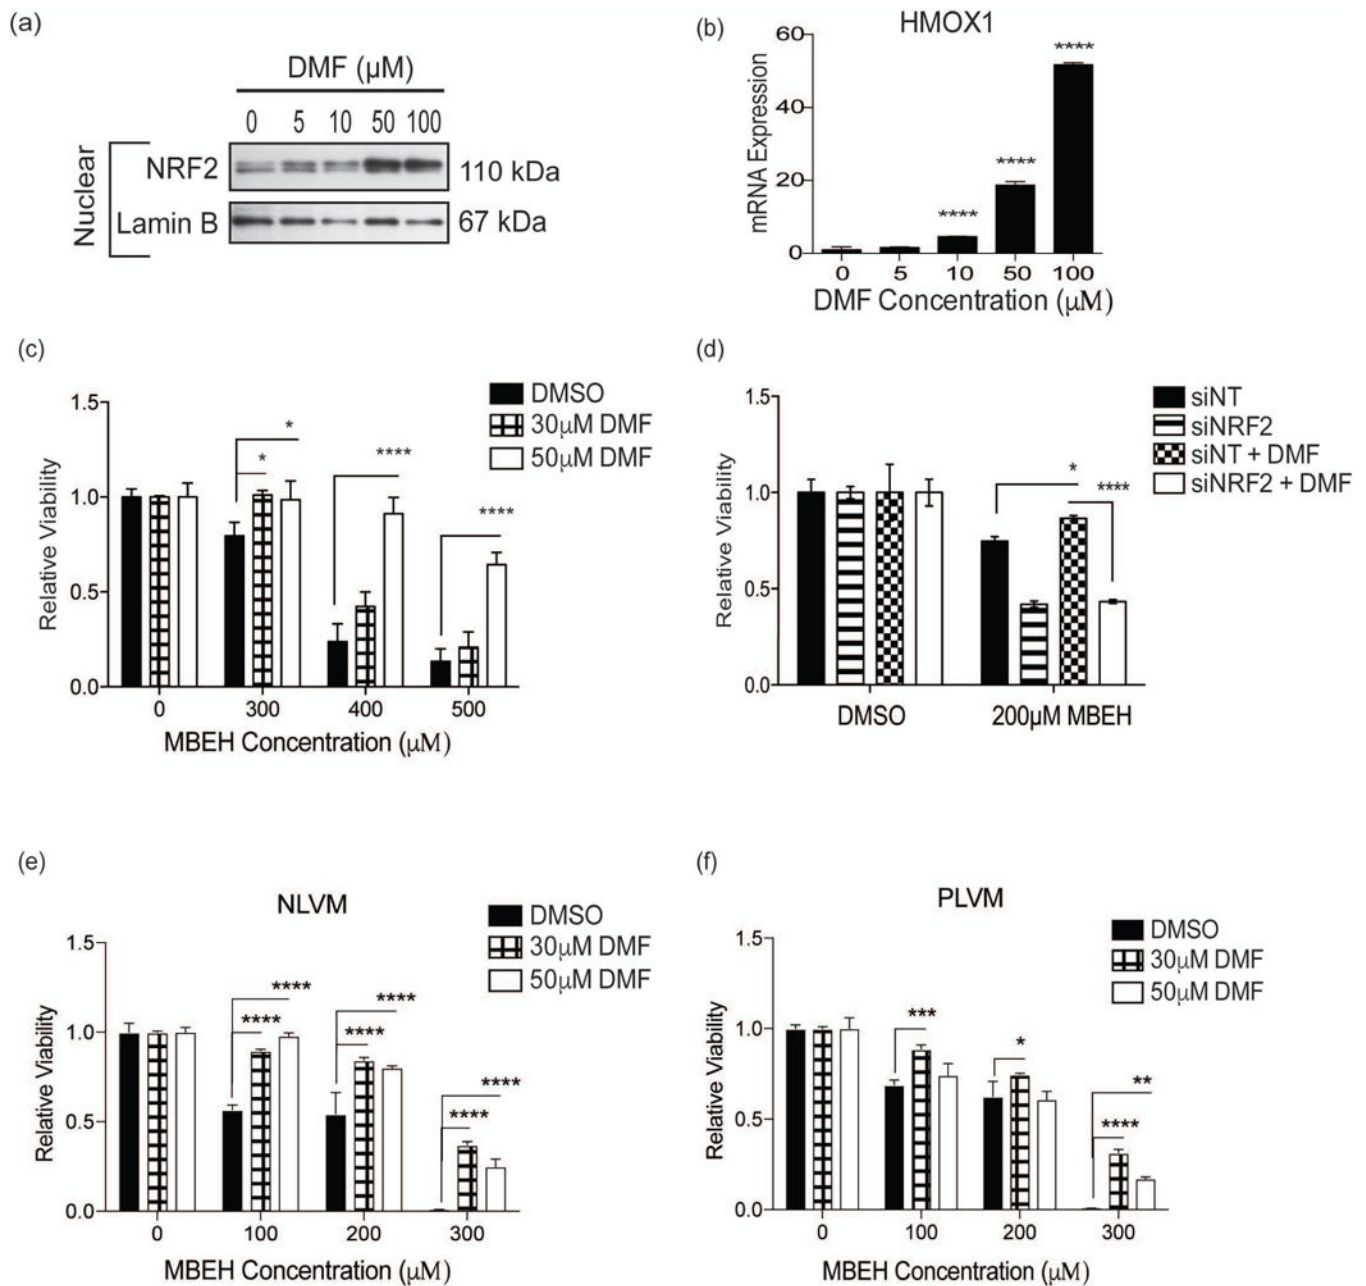 (a)
DMF (µM)
0 5 10 50 100
Nuclear
NRF2
110 kDa
Lamin B
67 kDa
(b)
HMOX1
mRNA Expression
60
40
20
0
****
****
****
0 5 10 50 100
DMF Concentration (µM)
(c)
DMSO
30µM DMF
50µM DMF
Relative Viability
1.5
1.0
0.5
0.0
*
*
****
****
0 300 400 500
MBEH Concentration (µM)
(d)
siNT
siNRF2
siNT + DMF
siNRF2 + DMF
Relative Viability
1.5
1.0
0.5
0.0
*
****
DMSO 200µM MBEH
(e)
NLVM
DMSO
30µM DMF
50µM DMF
Relative Viability
1.5
1.0
0.5
0.0
****
****
****
****
****
****
0 100 200 300
MBEH Concentration (µM)
(f)
PLVM
DMSO
30µM DMF
50µM DMF
Relative Viability
1.5
1.0
0.5
0.0
***
*
**
****
0 100 200 300
MBEH Concentration (µM)